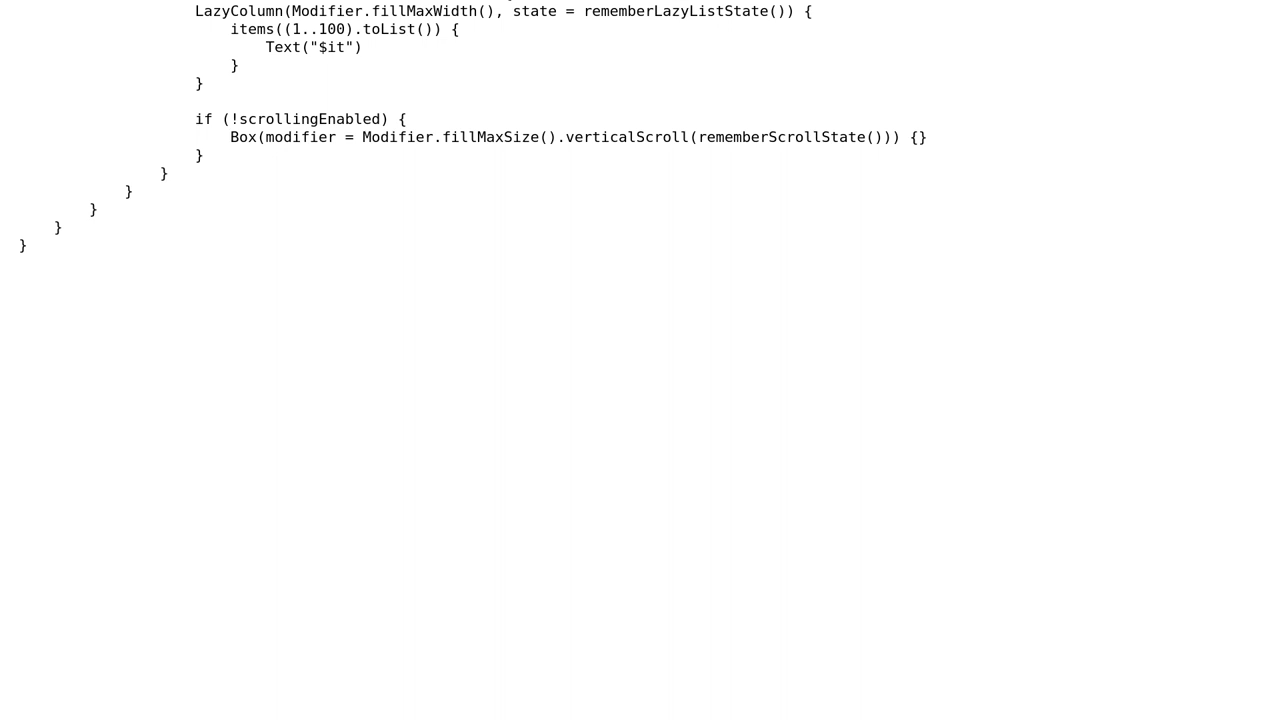 LazyColumn(Modifier.fillMaxWidth(), state = rememberLazyListState()) {
items((1..100).toList()) {
Text("$it")
}
}
if (!scrollingEnabled) {
Box(modifier = Modifier.fillMaxSize().verticalScroll(rememberScrollState())) {}
}
}
}
}
}
}